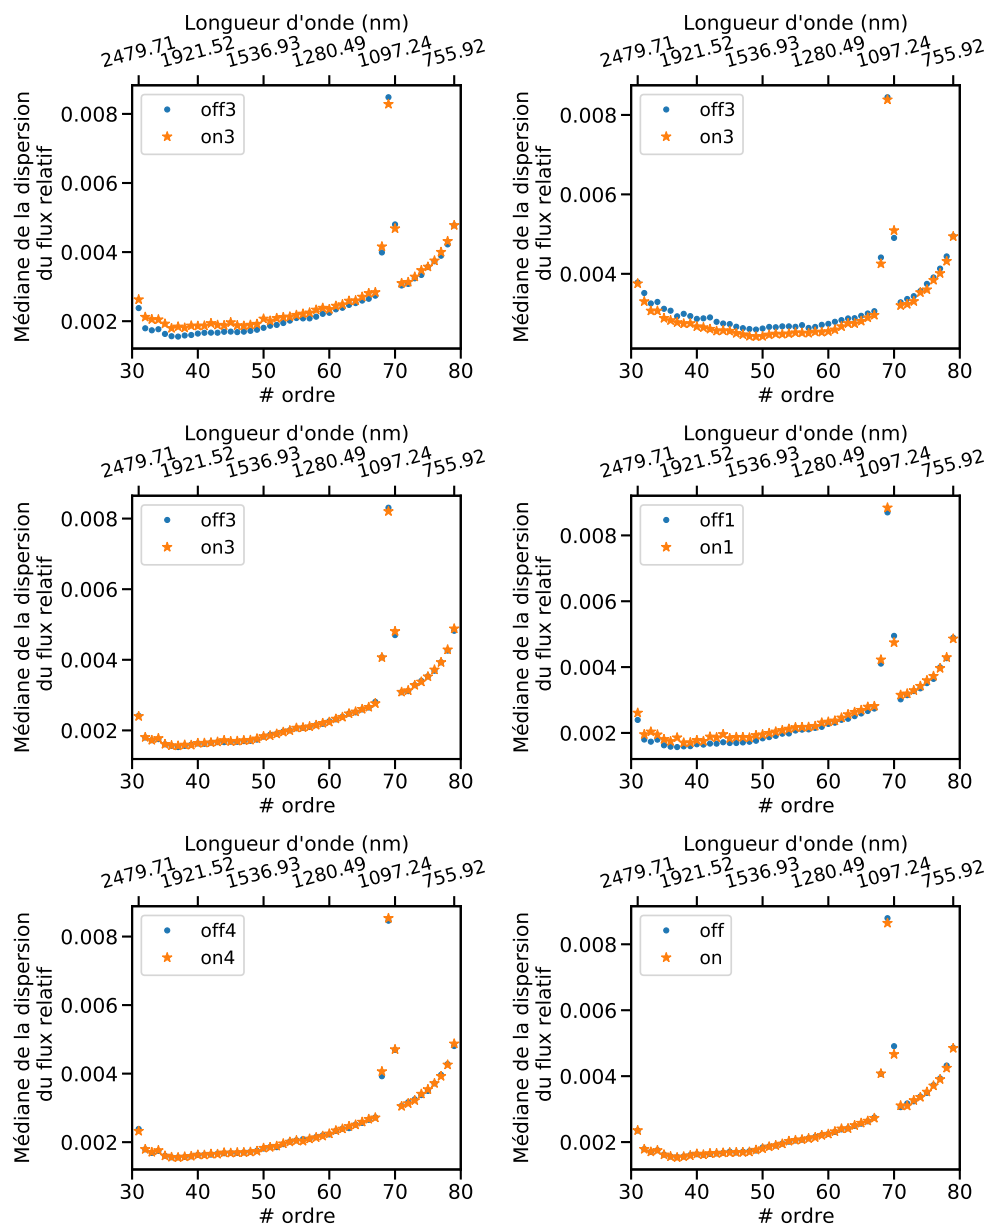 Longueur d'onde (nm)
2479.71 1921.52 1536.93 1280.49 1097.24 755.92
Médiane de la dispersion
du flux relatif
0.008
0.006
0.004
0.002
off3
on3
30 40 50 60 70 80
# ordre
Longueur d'onde (nm)
2479.71 1921.52 1536.93 1280.49 1097.24 755.92
Médiane de la dispersion
du flux relatif
0.008
0.006
0.004
off3
on3
30 40 50 60 70 80
# ordre
Longueur d'onde (nm)
2479.71 1921.52 1536.93 1280.49 1097.24 755.92
Médiane de la dispersion
du flux relatif
0.008
0.006
0.004
0.002
off3
on3
30 40 50 60 70 80
# ordre
Longueur d'onde (nm)
2479.71 1921.52 1536.93 1280.49 1097.24 755.92
Médiane de la dispersion
du flux relatif
0.008
0.006
0.004
0.002
off1
on1
30 40 50 60 70 80
# ordre
Longueur d'onde (nm)
2479.71 1921.52 1536.93 1280.49 1097.24 755.92
Médiane de la dispersion
du flux relatif
0.008
0.006
0.004
0.002
off4
on4
30 40 50 60 70 80
# ordre
Longueur d'onde (nm)
2479.71 1921.52 1536.93 1280.49 1097.24 755.92
Médiane de la dispersion
du flux relatif
0.008
0.006
0.004
0.002
off
on
30 40 50 60 70 80
# ordre